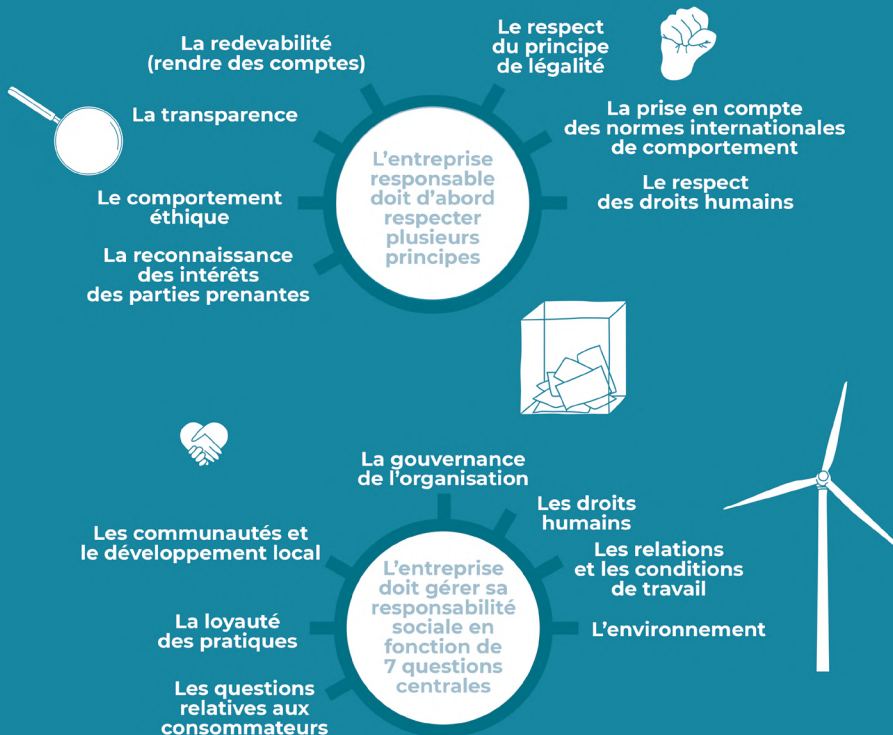 La redevabilité
(rendre des comptes)
La transparence
Le comportement
éthique
La reconnaissance
des intérêts
des parties prenantes
L'entreprise
responsable
doit d'abord
respecter
plusieurs
principes
Le respect
du principe
de légalité
La prise en compte
des normes internationales
de comportement
Le respect
des droits humains
La gouvernance
de l'organisation
Les communautés et
le développement local
La loyauté
des pratiques
Les questions
relatives aux
consommateurs
L'entreprise
doit gérer sa
responsabilité
sociale en
fonction de
7 questions
centrales
Les droits
humains
Les relations
et les conditions
de travail
L'environnement